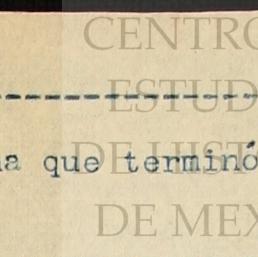 CENTRO
ESTUD
DE HIST
DE MEX
--------------------
a que terminó